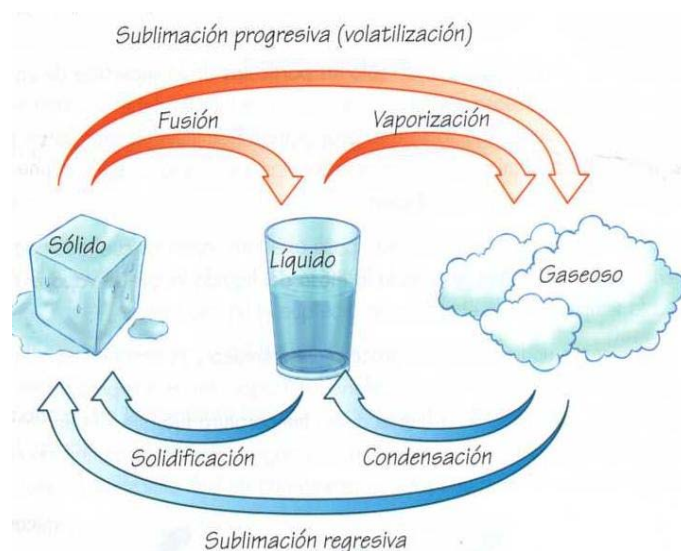 Sublimación progresiva (volatilización)
Fusión
Vaporización
Sólido
Líquido
Gaseoso
Solidificación
Condensación
Sublimación regresiva